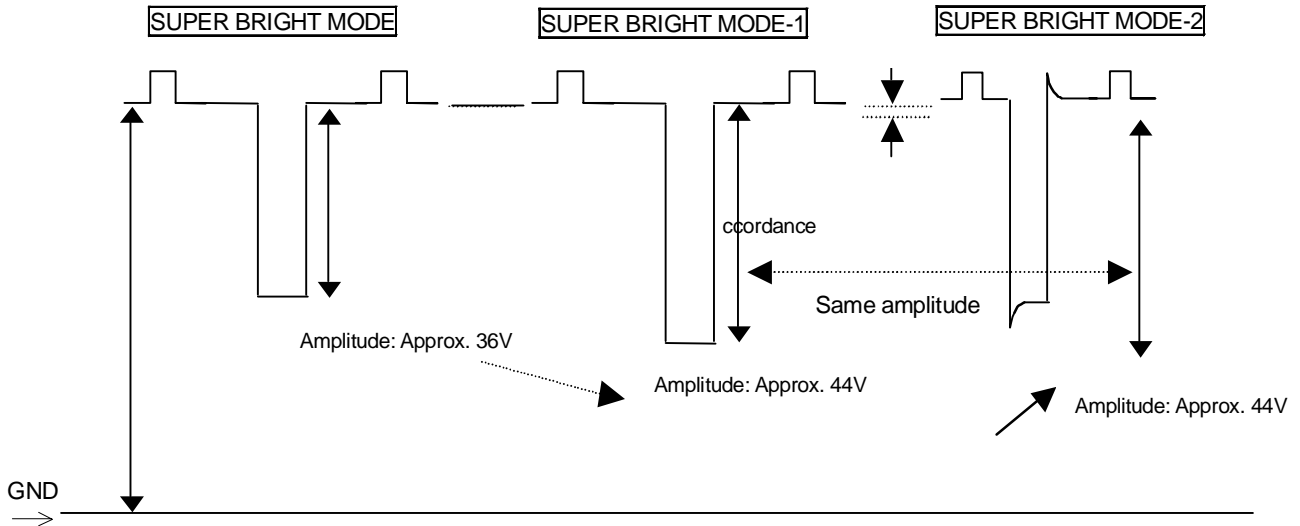 SUPER BRIGHT MODE
SUPER BRIGHT MODE-1
SUPER BRIGHT MODE-2
ccordance
Same amplitude
Amplitude: Approx. 36V
Amplitude: Approx. 44V
Amplitude: Approx. 44V
GND